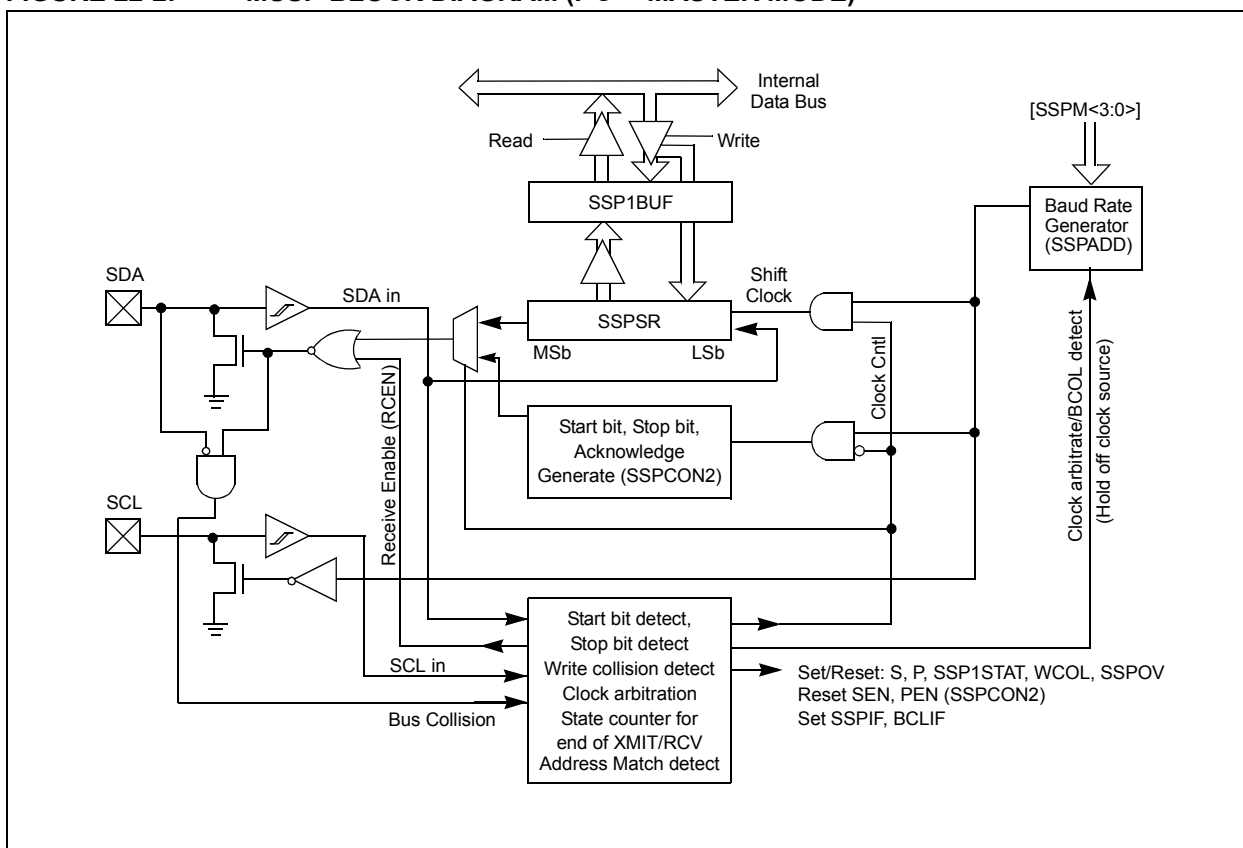 Internal
Data Bus
[SSPM<3:0>]
Read
Write
SSP1BUF
Baud Rate
Generator
(SSPADD)
SDA
SDA in
Shift
Clock
SSPSR
MSb
LSb
Clock Cntl
Receive Enable (RCEN)
Start bit, Stop bit,
Acknowledge
Generate (SSPCON2)
Clock arbitrate/BCOL detect
(Hold off clock source)
SCL
SCL in
Bus Collision
Start bit detect,
Stop bit detect
Write collision detect
Clock arbitration
State counter for
end of XMIT/RCV
Address Match detect
Set/Reset: S, P, SSP1STAT, WCOL, SSPOV
Reset SEN, PEN (SSPCON2)
Set SSPIF, BCLIF